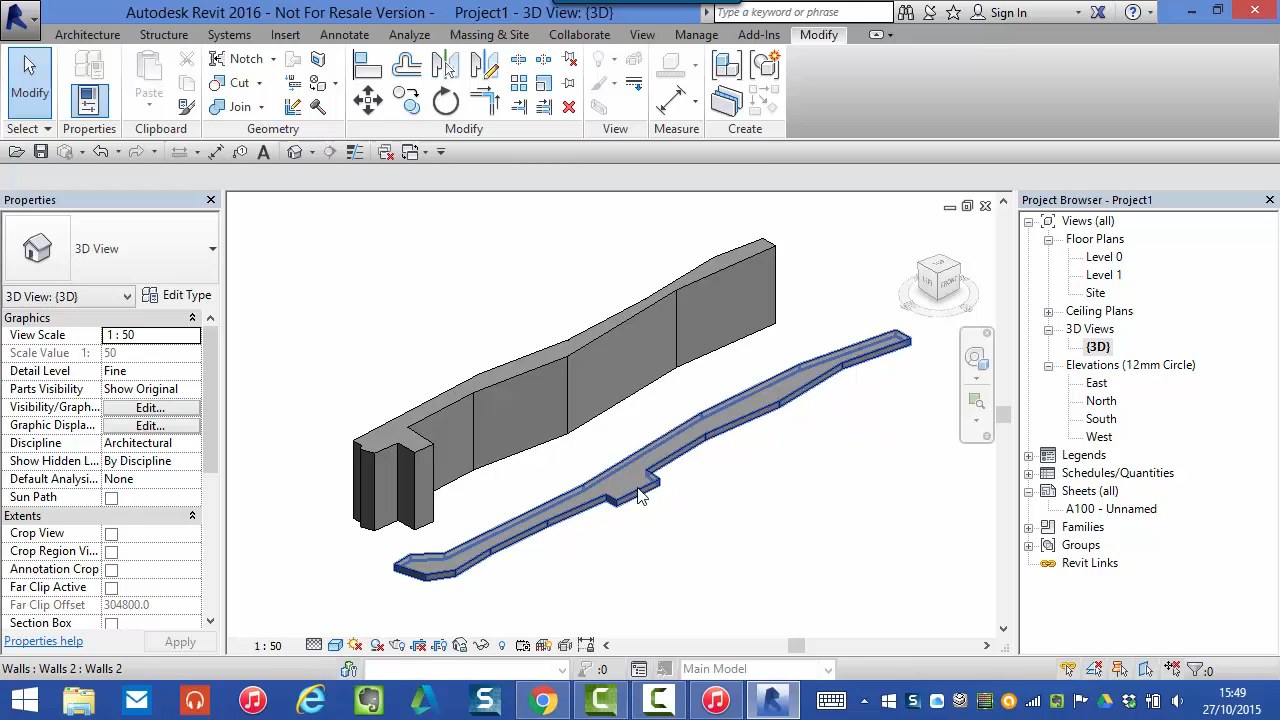 Autodesk Revit 2016 - Not For Resale Version - Project1 - 3D View: {3D}
Type a keyword or phrase
Sign In
Architecture Structure Systems Insert Annotate Analyze Massing & Site Collaborate View Manage Add-Ins Modify
Modify
Paste
Notch
Cut
Join
Select Properties Clipboard Geometry Modify View Measure Create
Properties
3D View
3D View: {3D}
Edit Type
Graphics
View Scale 1 : 50
Scale Value 1: 50
Detail Level Fine
Parts Visibility Show Original
Visibility/Graph... Edit...
Graphic Displa... Edit...
Discipline Architectural
Show Hidden L... By Discipline
Default Analysi... None
Sun Path
Extents
Crop View
Crop Region Vi...
Annotation Crop
Far Clip Active
Far Clip Offset 304800.0
Section Box
Properties help
Apply
FRONT
1 : 50
Project Browser - Project1
Views (all)
Floor Plans
Level 0
Level 1
Site
Ceiling Plans
3D Views
{3D}
Elevations (12mm Circle)
East
North
South
West
Legends
Schedules/Quantities
Sheets (all)
A100 - Unnamed
Families
Groups
Revit Links
Walls : Walls 2 : Walls 2
:0
Main Model
:0
15:49
27/10/2015